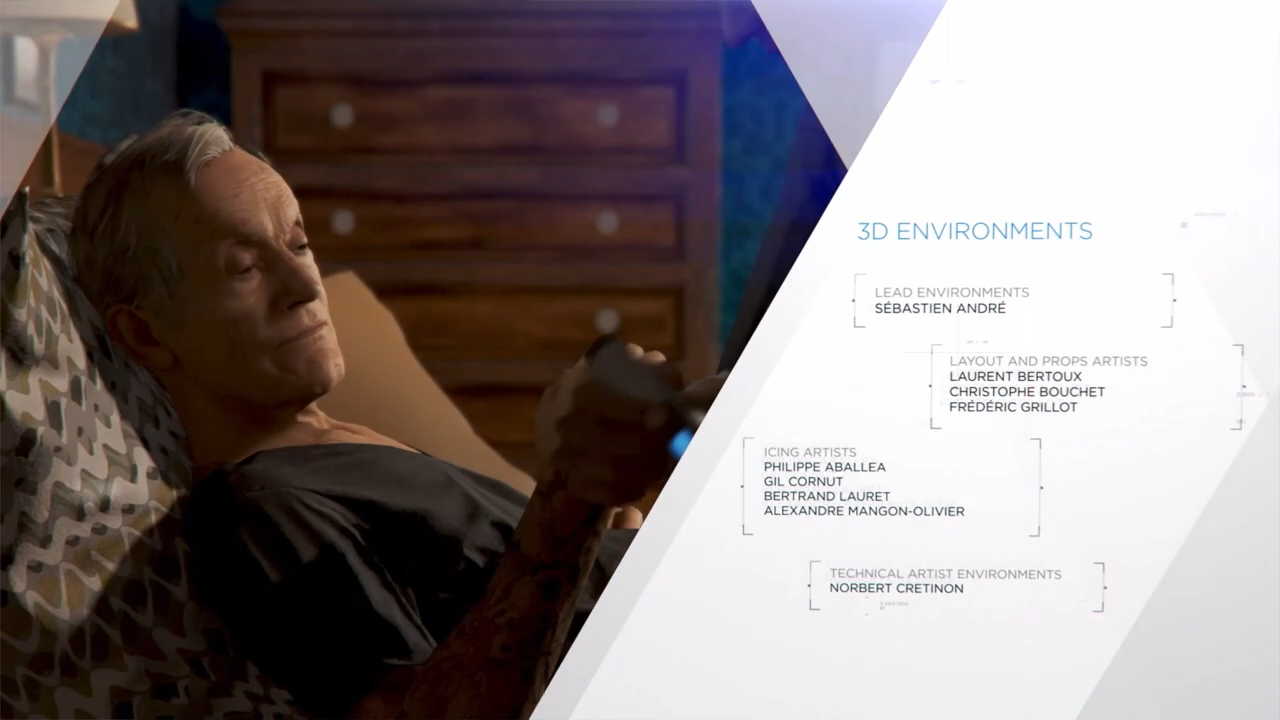 3D ENVIRONMENTS
LEAD ENVIRONMENTS
SÉBASTIEN ANDRÉ
LAYOUT AND PROPS ARTISTS
LAURENT BERTOUX
CHRISTOPHE BOUCHET
FRÉDÉRIC GRILLOT
ICING ARTISTS
PHILIPPE ABALLEA
GIL CORNUT
BERTRAND LAURET
ALEXANDRE MANGON-OLIVIER
TECHNICAL ARTIST ENVIRONMENTS
NORBERT CRETINON